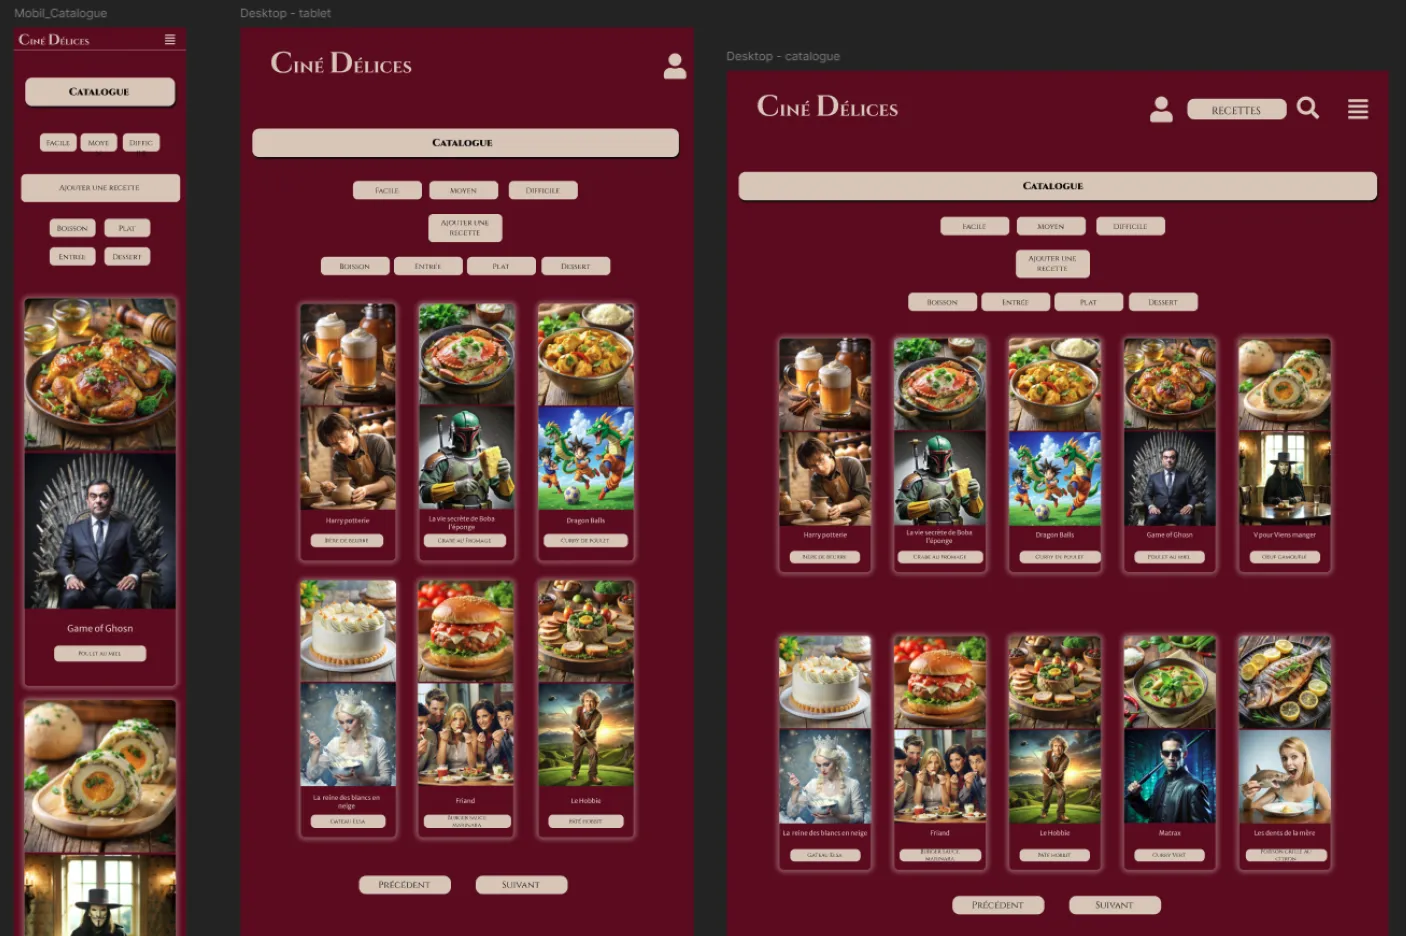 Mobil_Catalogue
Ciné Délices
Catalogue
Facile
Moye
Diffic
Ajouter une recette
Boisson
Plat
Entrée
Dessert
Game of Ghosn
Poulet au miel
Desktop - tablet
Ciné Délices
Catalogue
Facile
Moyen
Difficile
Ajouter une
recette
Boisson
Entrée
Plat
Dessert
Harry potterie
Bière de beurre
La vie secrète de Boba
l'éponge
Crabe au fromage
Dragon Balls
Curry de poulet
La reine des blancs en
neige
Gateau Elsa
Friand
Burger sauce
marinara
Le Hobbie
Pâté Hobbit
Précédent
Suivant
Desktop - catalogue
Ciné Délices
RECETTES
Catalogue
Facile
Moyen
Difficile
Ajouter une
recette
Boisson
Entrée
Plat
Dessert
Harry potterie
Bière de beurre
La vie secrète de Boba
l'éponge
Crabe au fromage
Dragon Balls
Curry de poulet
Game of Ghosn
Poulet au miel
V pour Viens manger
Oeuf
La reine des blancs en neige
Gateau Elsa
Friand
Burger sauce
marinara
Le Hobbie
Pâté Hobbit
Matrax
Curry vert
Les dents de la mère
Poisson grillé au
citron
Précédent
Suivant